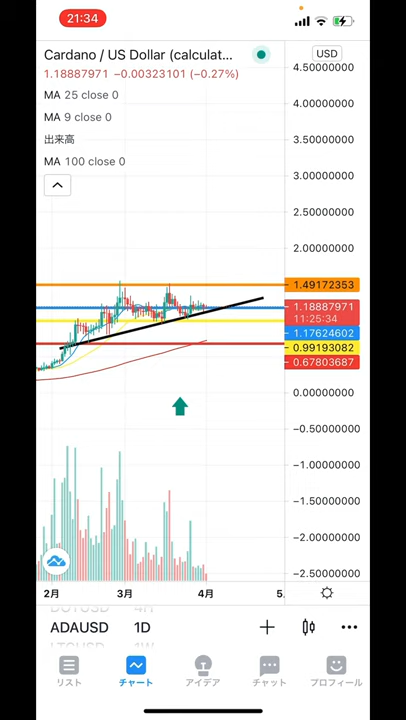 21:34
Cardano / US Dollar (calculat...
USD
1.18887971 −0.00323101 (−0.27%)
MA 25 close 0
MA 9 close 0
出来高
MA 100 close 0
4.50000000
4.00000000
3.50000000
3.00000000
2.50000000
2.00000000
1.49172353
1.18887971
11:25:34
1.17624602
0.99193082
0.67803687
0.00000000
−0.50000000
−1.00000000
−1.50000000
−2.00000000
−2.50000000
2月
3月
4月
5.
ADAUSD 1D
リスト
チャート
アイデア
チャット
プロフィール